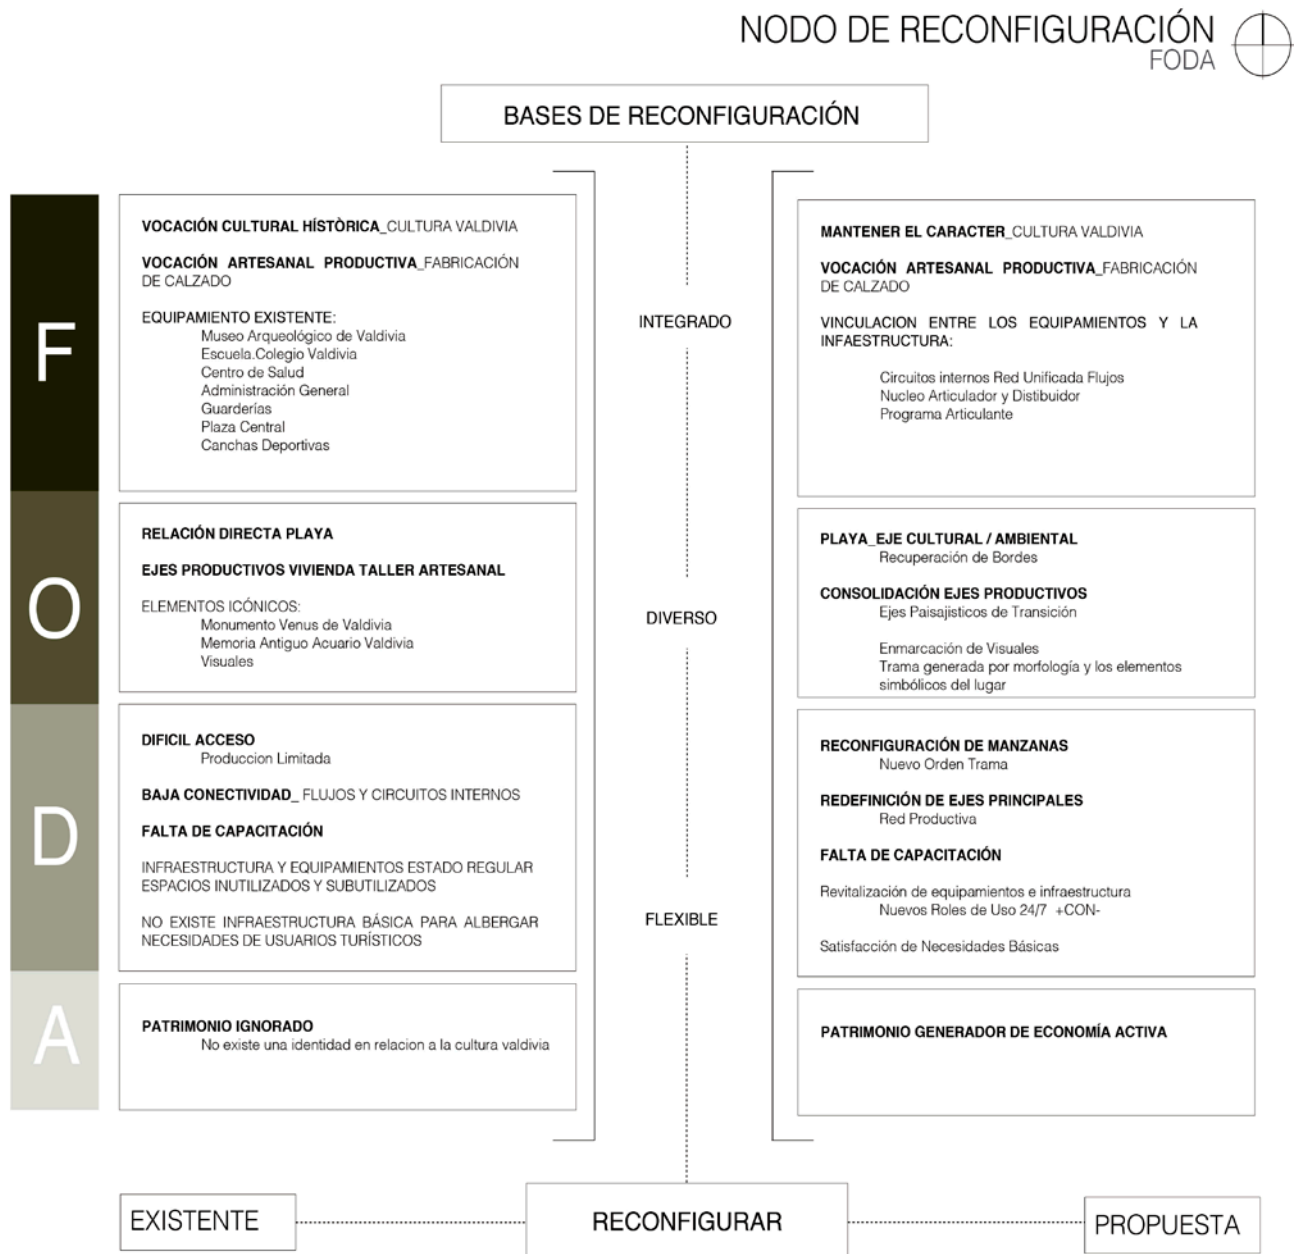 NODO DE RECONFIGURACIÓN
FODA
BASES DE RECONFIGURACIÓN
F
VOCACIÓN CULTURAL HÍSTÒRICA_CULTURA VALDIVIA
VOCACIÓN ARTESANAL PRODUCTIVA_FABRICACIÓN
DE CALZADO
EQUIPAMIENTO EXISTENTE:
Museo Arqueológico de Valdivia
Escuela.Colegio Valdivia
Centro de Salud
Administración General
Guarderías
Plaza Central
Canchas Deportivas
O
RELACIÓN DIRECTA PLAYA
EJES PRODUCTIVOS VIVIENDA TALLER ARTESANAL
ELEMENTOS ICÓNICOS:
Monumento Venus de Valdivia
Memoria Antiguo Acuario Valdivia
Visuales
D
DIFICIL ACCESO
Produccion Limitada
BAJA CONECTIVIDAD_ FLUJOS Y CIRCUITOS INTERNOS
FALTA DE CAPACITACIÓN
INFRAESTRUCTURA Y EQUIPAMIENTOS ESTADO REGULAR
ESPACIOS INUTILIZADOS Y SUBUTILIZADOS
NO EXISTE INFRAESTRUCTURA BÁSICA PARA ALBERGAR
NECESIDADES DE USUARIOS TURÍSTICOS
A
PATRIMONIO IGNORADO
No existe una identidad en relacion a la cultura valdivia
INTEGRADO
DIVERSO
FLEXIBLE
MANTENER EL CARACTER_CULTURA VALDIVIA
VOCACIÓN ARTESANAL PRODUCTIVA_FABRICACIÓN
DE CALZADO
VINCULACION ENTRE LOS EQUIPAMIENTOS Y LA
INFAESTRUCTURA:
Circuitos internos Red Unificada Flujos
Nucleo Articulador y Distibuidor
Programa Articulante
PLAYA_EJE CULTURAL / AMBIENTAL
Recuperación de Bordes
CONSOLIDACIÓN EJES PRODUCTIVOS
Ejes Paisajisticos de Transición
Enmarcación de Visuales
Trama generada por morfología y los elementos
simbólicos del lugar
RECONFIGURACIÓN DE MANZANAS
Nuevo Orden Trama
REDEFINICIÓN DE EJES PRINCIPALES
Red Productiva
FALTA DE CAPACITACIÓN
Revitalización de equipamientos e infraestructura
Nuevos Roles de Uso 24/7 +CON-
Satisfacción de Necesidades Básicas
PATRIMONIO GENERADOR DE ECONOMÍA ACTIVA
EXISTENTE
RECONFIGURAR
PROPUESTA